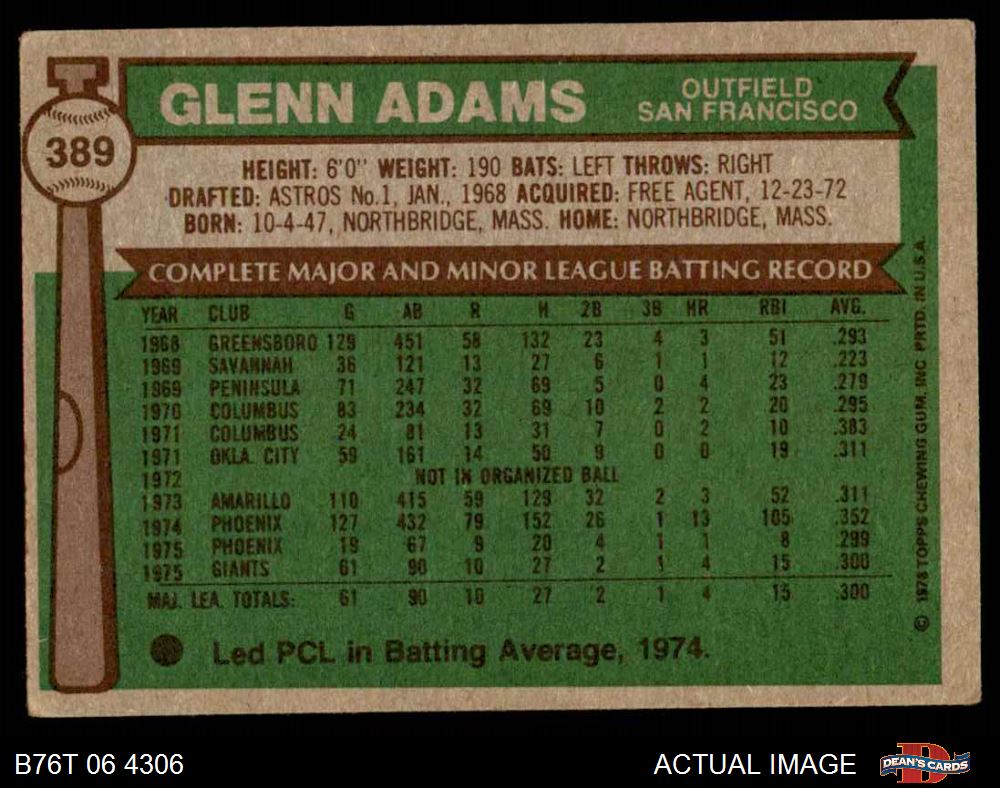 GLENN ADAMS
OUTFIELD
SAN FRANCISCO
389
HEIGHT: 6'0" WEIGHT: 190 BATS: LEFT THROWS: RIGHT
DRAFTED: ASTROS No.1, JAN., 1968 ACQUIRED: FREE AGENT, 12-23-72
BORN: 10-4-47, NORTHBRIDGE, MASS. HOME: NORTHBRIDGE, MASS.
COMPLETE MAJOR AND MINOR LEAGUE BATTING RECORD
YEAR CLUB G AB R H 2B 3B HR RBI AVG.
1968 GREENSBORO 129 451 58 132 23 4 3 51 .293
1969 SAVANNAH 36 121 13 27 6 1 1 12 .223
1969 PENINSULA 71 247 32 69 5 0 4 23 .279
1970 COLUMBUS 83 234 32 69 10 2 2 20 .295
1971 COLUMBUS 24 81 13 31 7 0 2 10 .383
1971 OKLA. CITY 59 161 14 50 9 0 0 19 .311
1972 NOT IN ORGANIZED BALL
1973 AMARILLO 110 415 59 129 32 2 3 52 .311
1974 PHOENIX 127 432 79 152 26 1 13 105 .352
1975 PHOENIX 19 67 9 20 4 1 1 8 .299
1975 GIANTS 61 90 10 27 2 1 4 15 .300
MAJ. LEA. TOTALS: 61 90 10 27 2 1 4 15 .300
Led PCL in Batting Average, 1974.
© 1976 TOPPS CHEWING GUM, INC. PRTD. IN U.S.A.
B76T 06 4306
ACTUAL IMAGE
DEAN'S CARDS